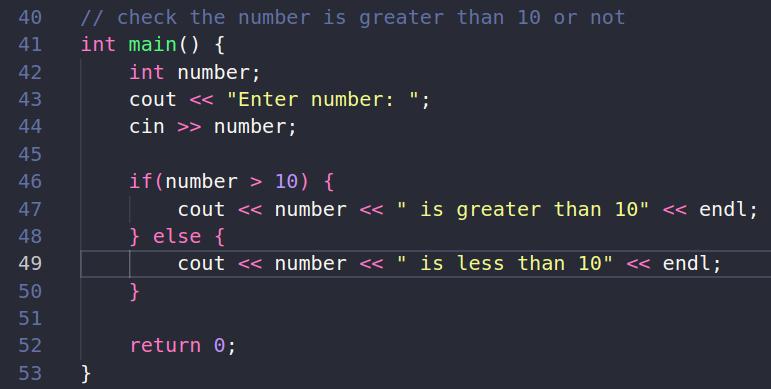 40 // check the number is greater than 10 or not
41 int main() {
42     int number;
43     cout << "Enter number: ";
44     cin >> number;
45
46     if(number > 10) {
47         cout << number << " is greater than 10" << endl;
48     } else {
49         cout << number << " is less than 10" << endl;
50     }
51
52     return 0;
53 }